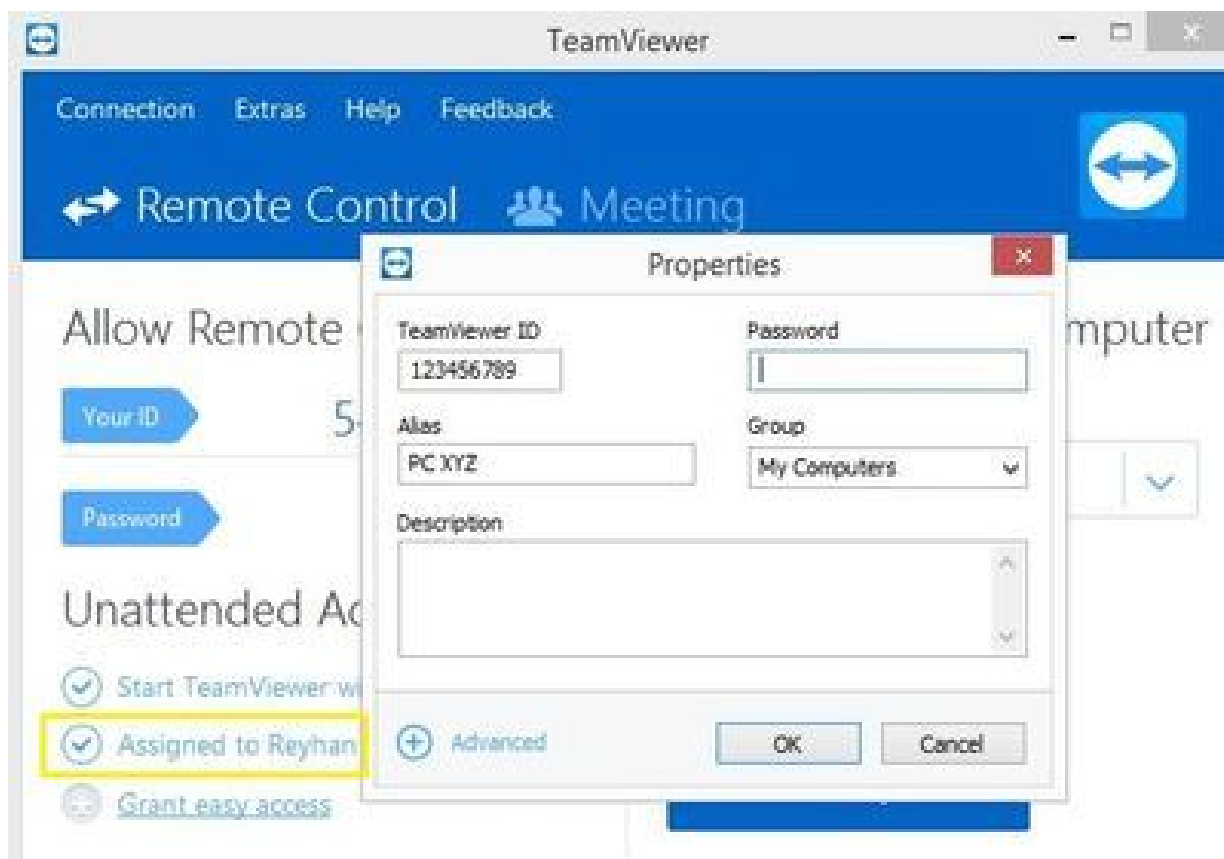 TeamViewer
Connection Extras Help Feedback
Remote Control Meeting
Properties
Allow Remote
mputer
TeamViewer ID
Password
123456789
Your ID
5
Alias
Group
PC XYZ
My Computers
Password
Description
Unattended Ac
Start TeamViewer wi
Assigned to Reyhan
Advanced
OK
Cancel
Grant easy access